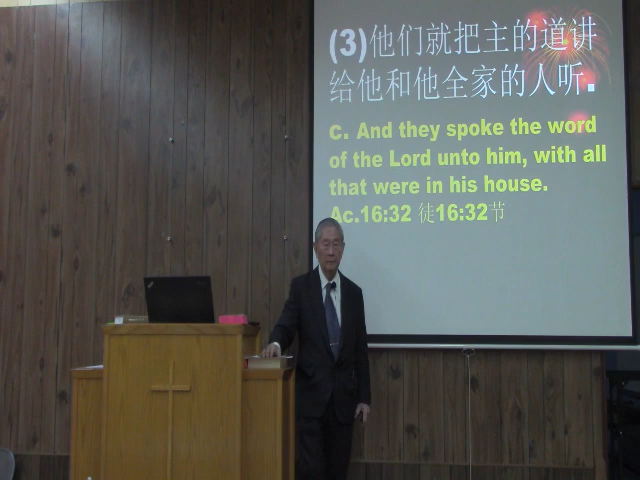 (3)他们就把主的道讲
给他和他全家的人听.
C. And they spoke the word
of the Lord unto him, with all
that were in his house.
Ac.16:32 徒16:32节